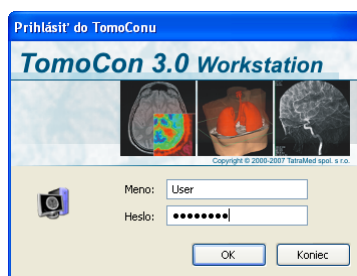 Prihlásiť do TomoConu
TomoCon 3.0 Workstation
Copyright © 2000-2007 TatraMed spol. s r.o.
Meno: User
Heslo: ●●●●●●●●
OK Koniec